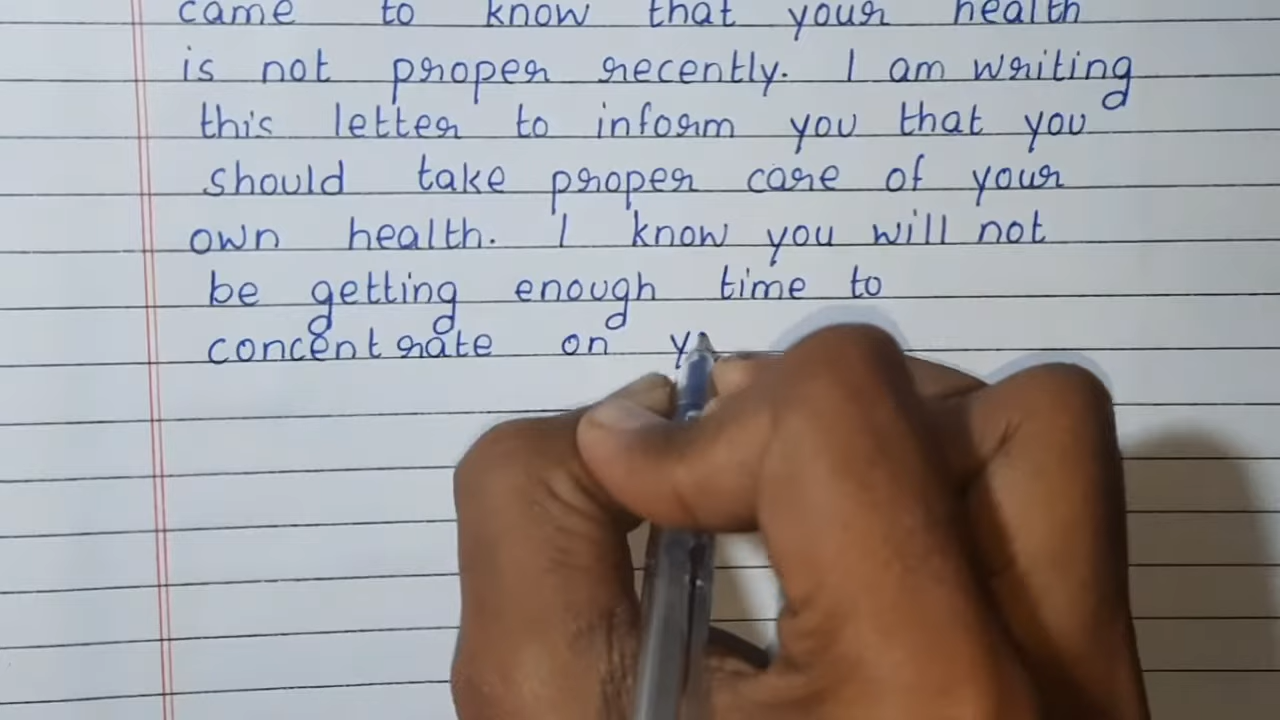 came to know that your health
is not proper recently. I am writing
this letter to inform you that you
should take proper care of your
own health. I know you will not
be getting enough time to
concentrate on